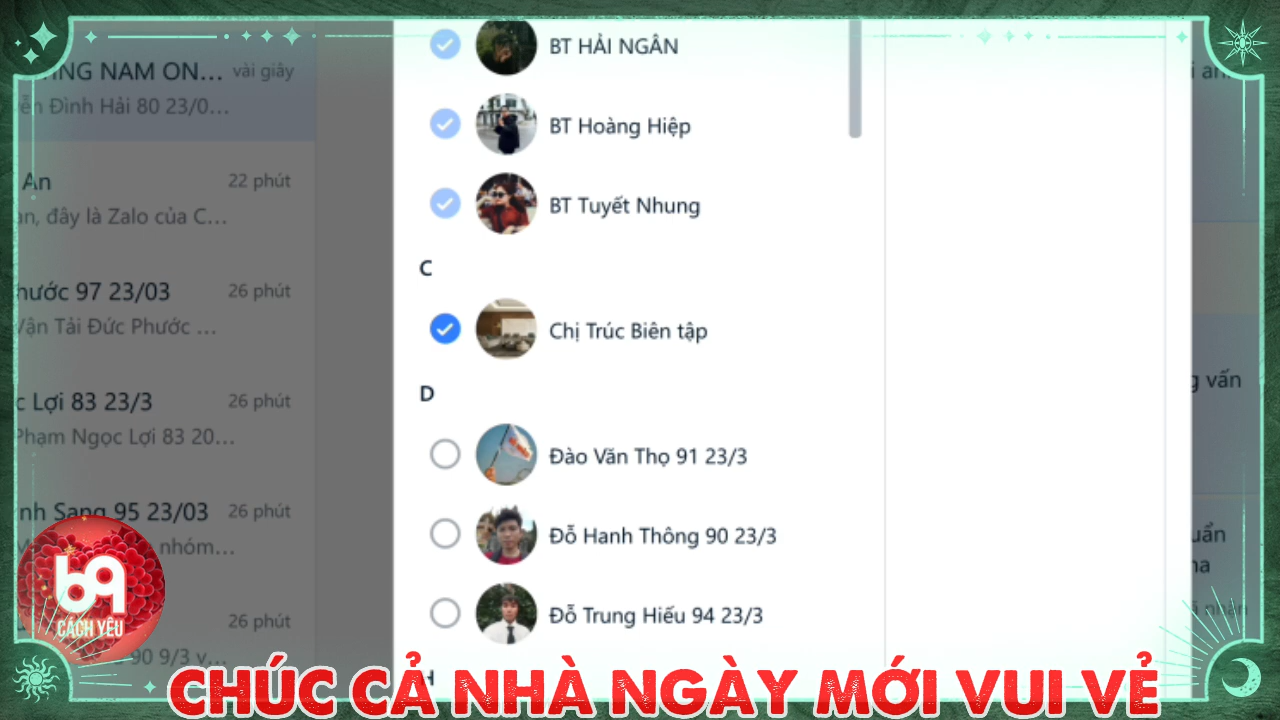 NG NAM ON... vài giây
ễn Đình Hải 80 23/0...
An 22 phút
đây là Zalo của C...
hước 97 23/03 26 phút
Vận Tải Đức Phước ...
c Lợi 83 23/3 26 phút
Phạm Ngọc Lợi 83 20...
nh Sang 95 23/03 26 phút
nhóm...
26 phút
90 9/3 v...
BT HẢI NGÂN
BT Hoàng Hiệp
BT Tuyết Nhung
C
Chị Trúc Biên tập
D
Đào Văn Thọ 91 23/3
Đỗ Hanh Thông 90 23/3
Đỗ Trung Hiếu 94 23/3
H
vấn
69
CÁCH YÊU
CHÚC CẢ NHÀ NGÀY MỚI VUI VẺ